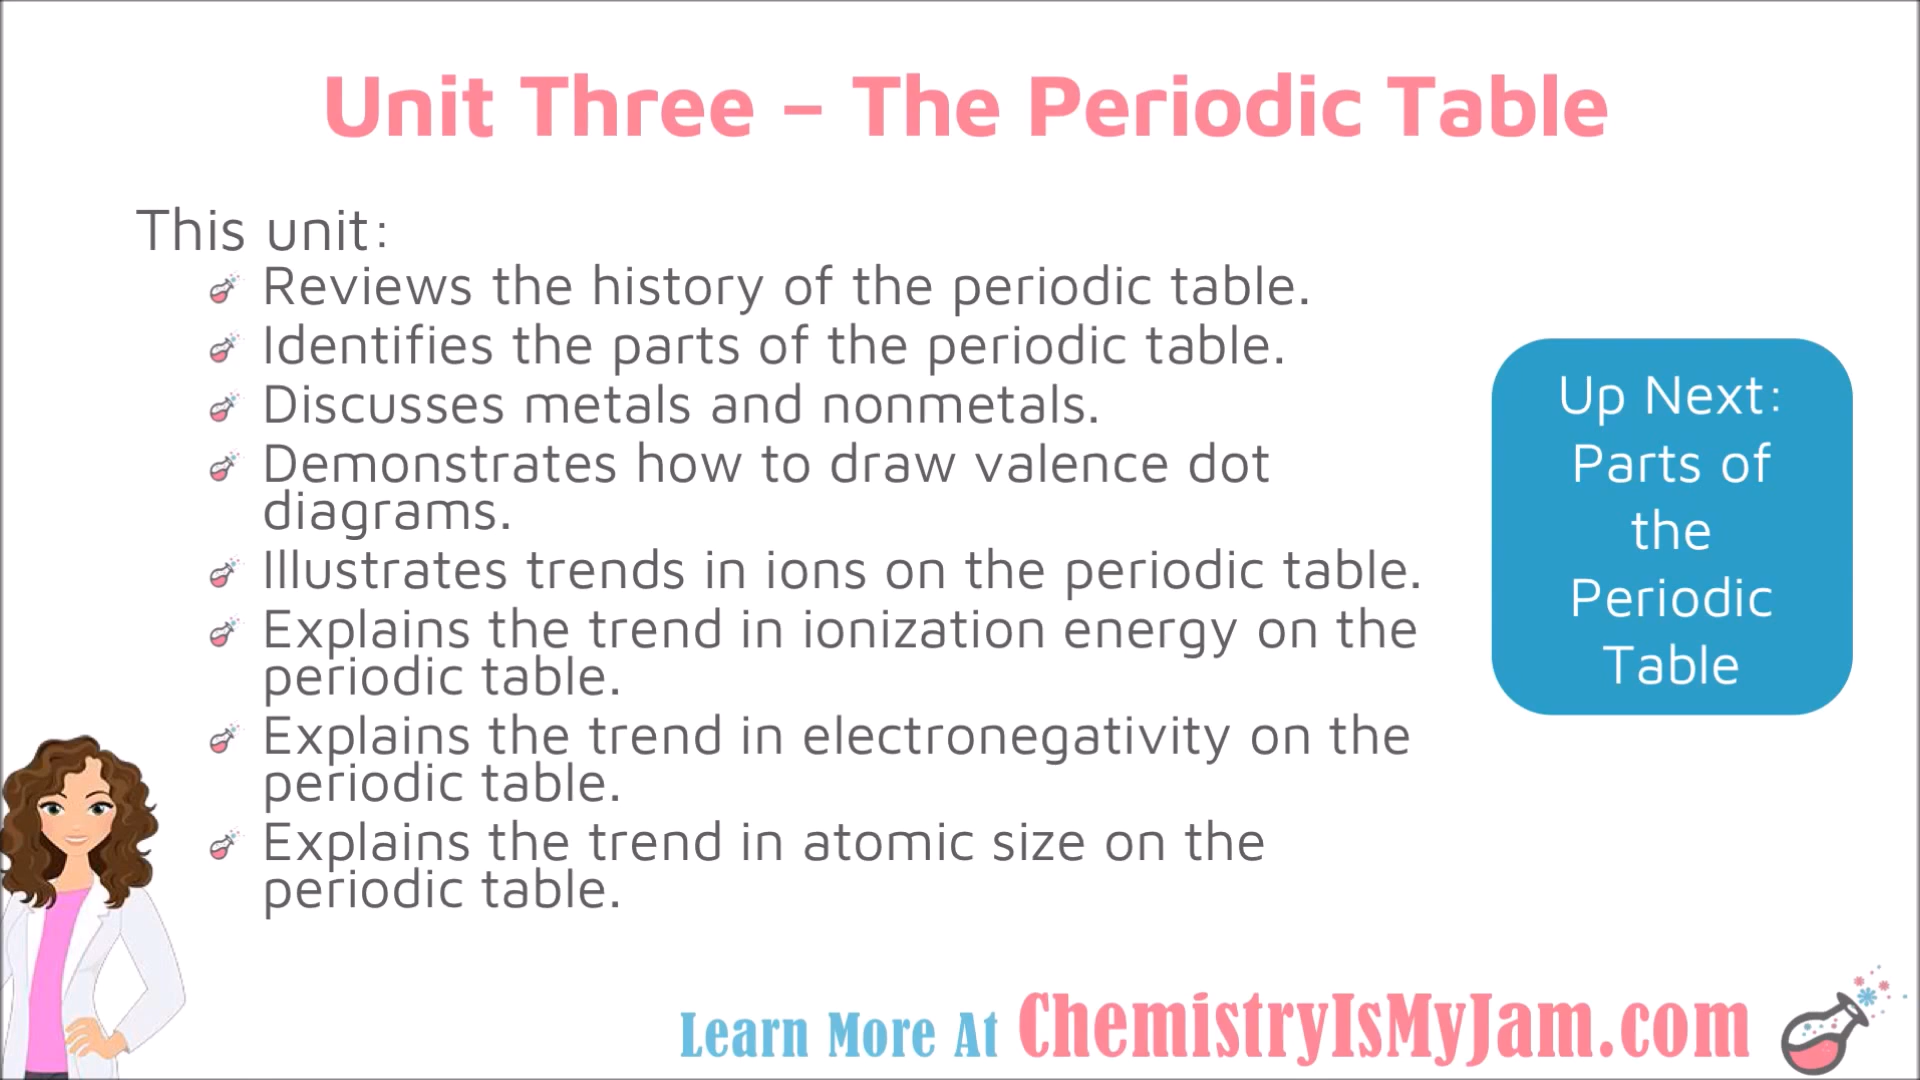 Unit Three – The Periodic Table
This unit:
Reviews the history of the periodic table.
Identifies the parts of the periodic table.
Discusses metals and nonmetals.
Demonstrates how to draw valence dot
diagrams.
Illustrates trends in ions on the periodic table.
Explains the trend in ionization energy on the
periodic table.
Explains the trend in electronegativity on the
periodic table.
Explains the trend in atomic size on the
periodic table.
Up Next:
Parts of
the
Periodic
Table
Learn More At ChemistryIsMyJam.com